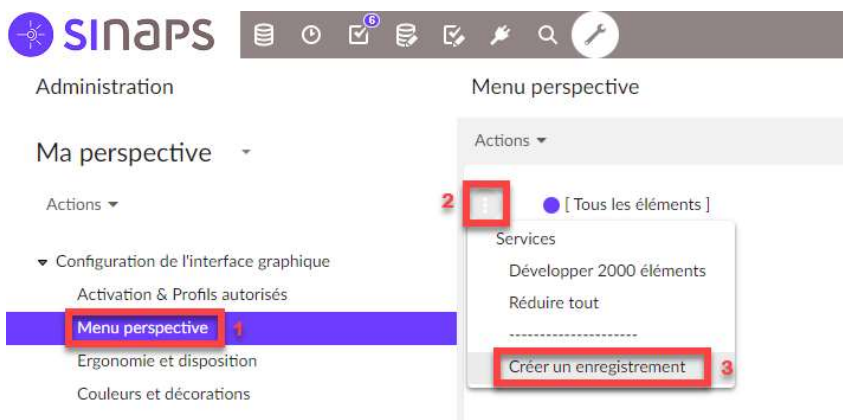 sinaps
6
Administration
Menu perspective
Ma perspective
Actions
Actions
2
[ Tous les éléments ]
Services
Configuration de l'interface graphique
Développer 2000 éléments
Activation & Profils autorisés
Réduire tout
Menu perspective
1
--------------------
Ergonomie et disposition
Créer un enregistrement
3
Couleurs et décorations